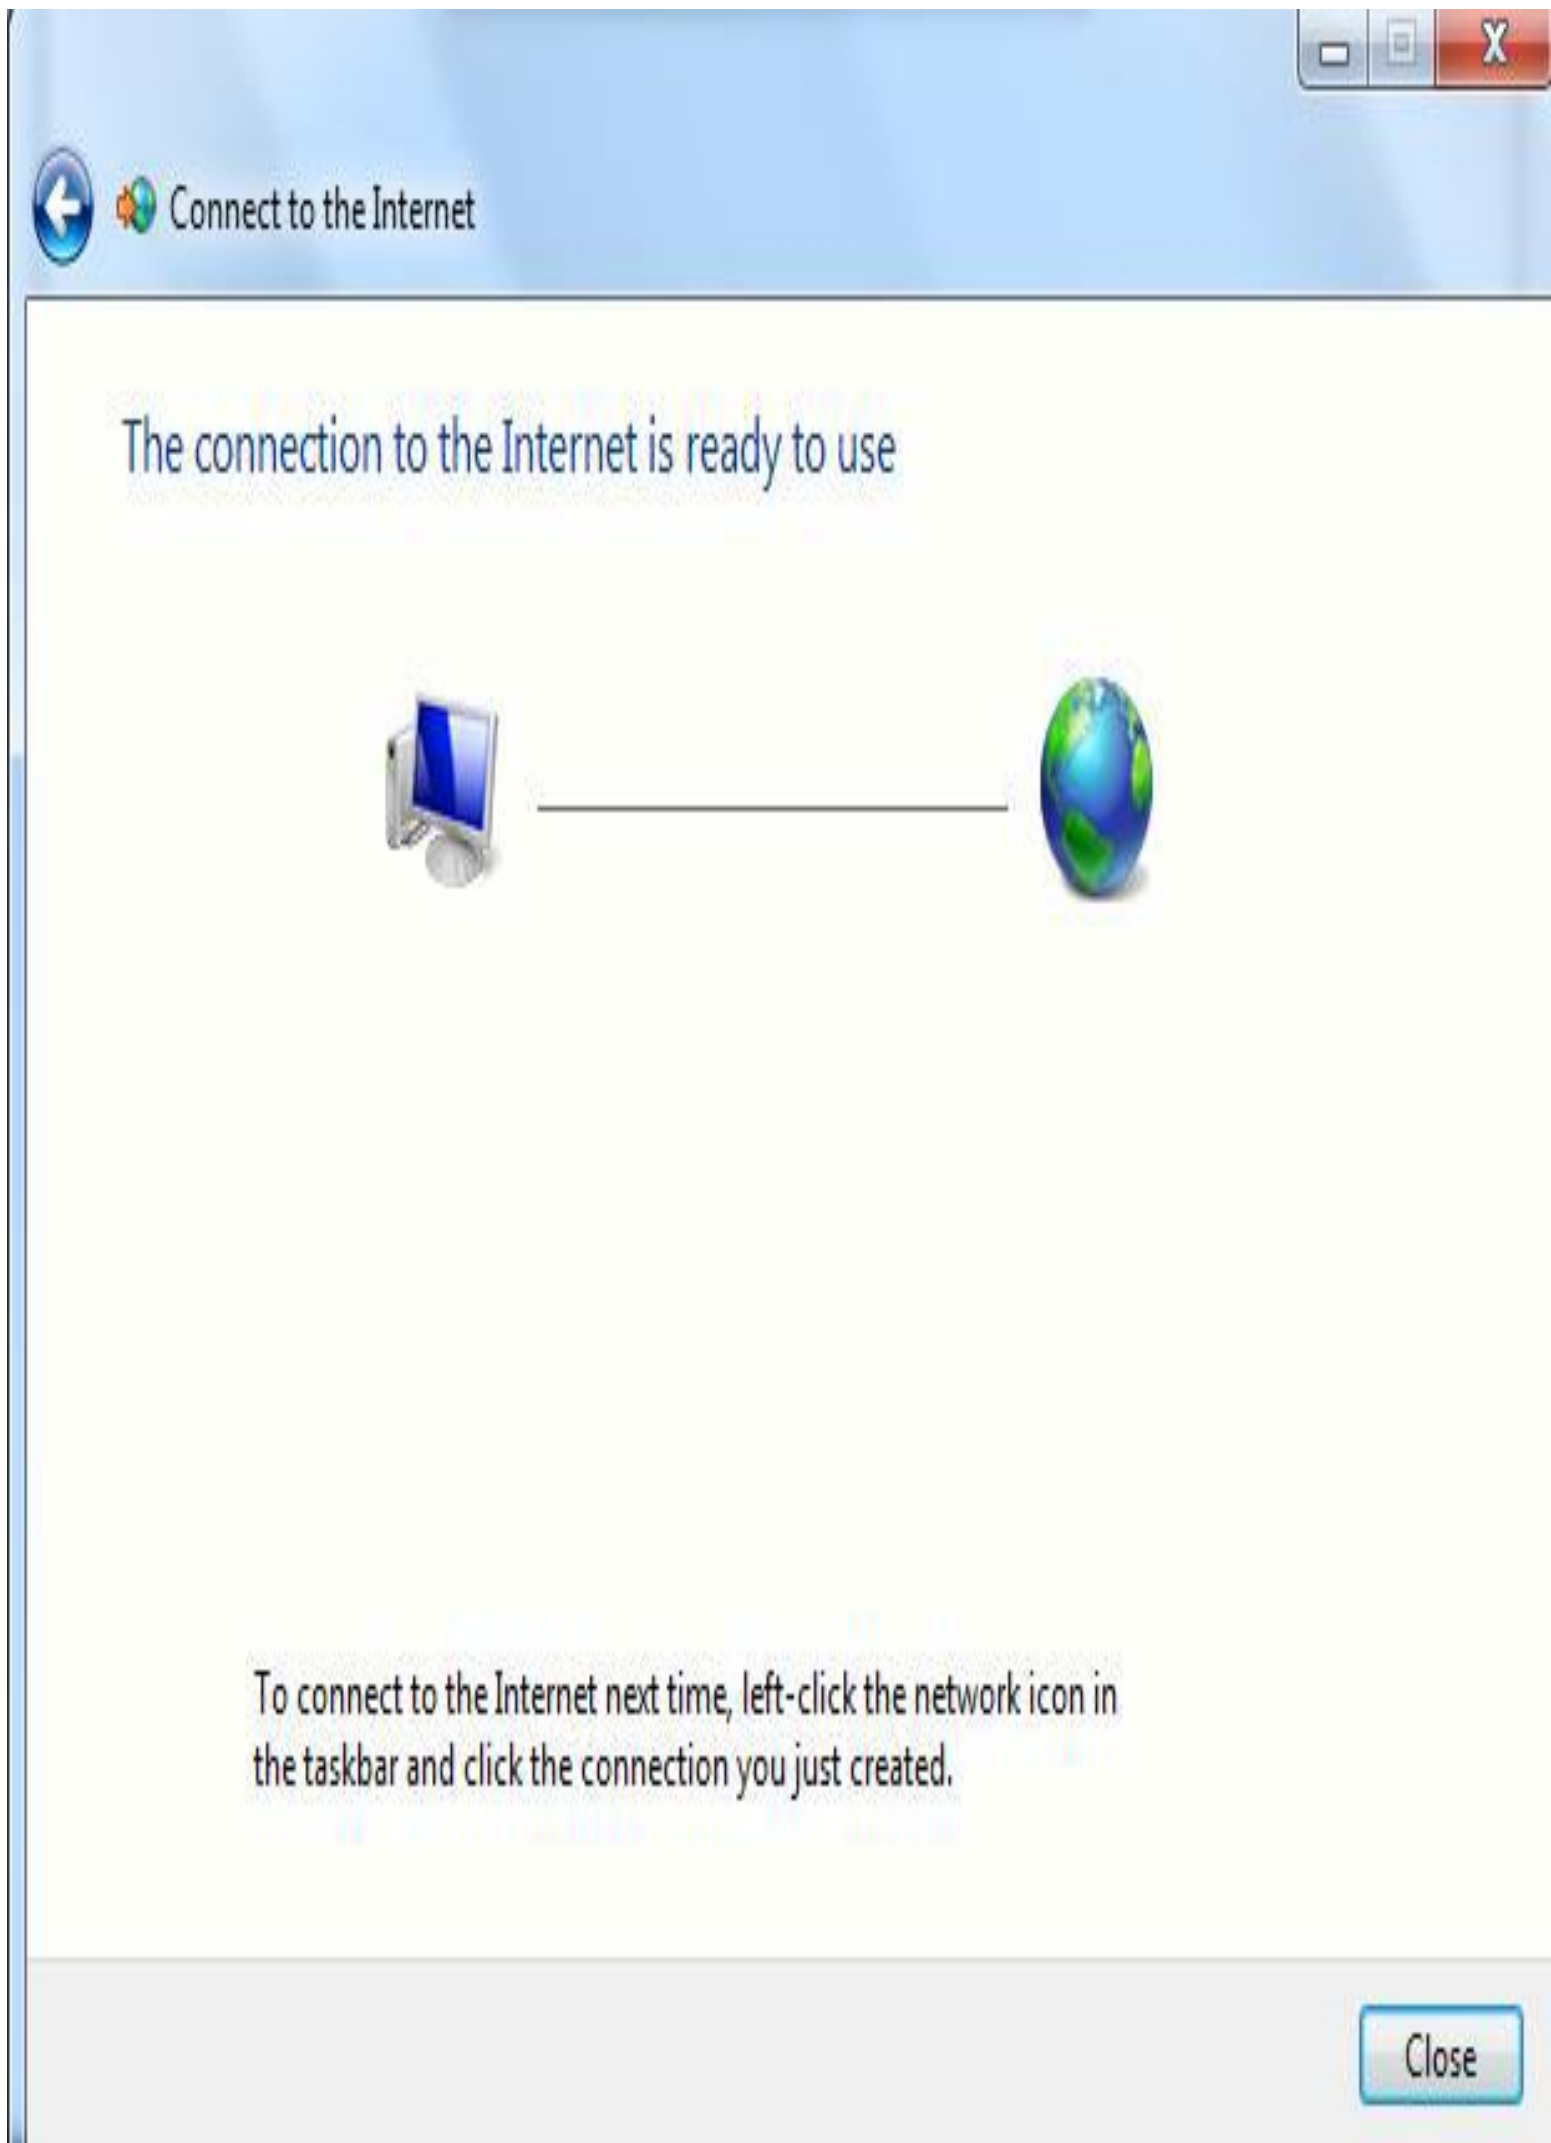 Connect to the Internet
The connection to the Internet is ready to use
To connect to the Internet next time, left-click the network icon in
the taskbar and click the connection you just created.
Close